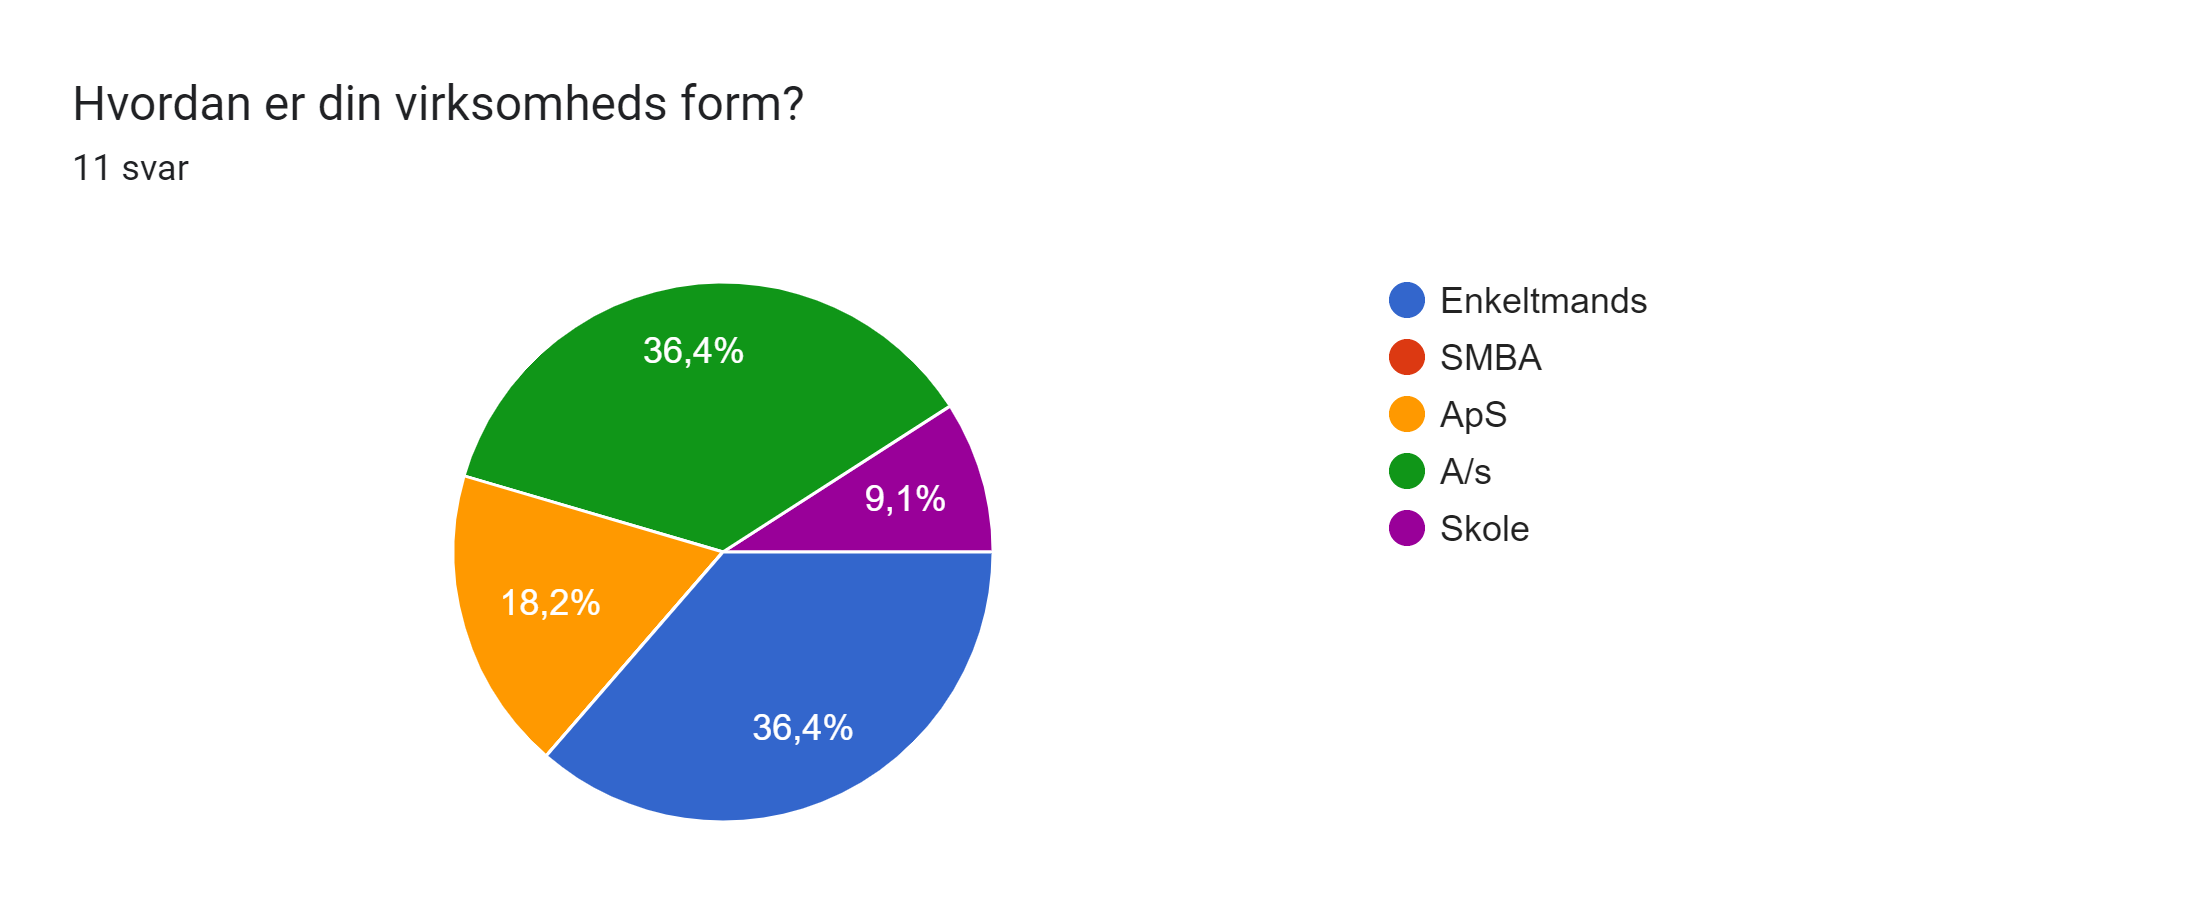 Hvordan er din virksomheds form?
11 svar
36,4%
9,1%
18,2%
36,4%
Enkeltmands
SMBA
ApS
A/s
Skole